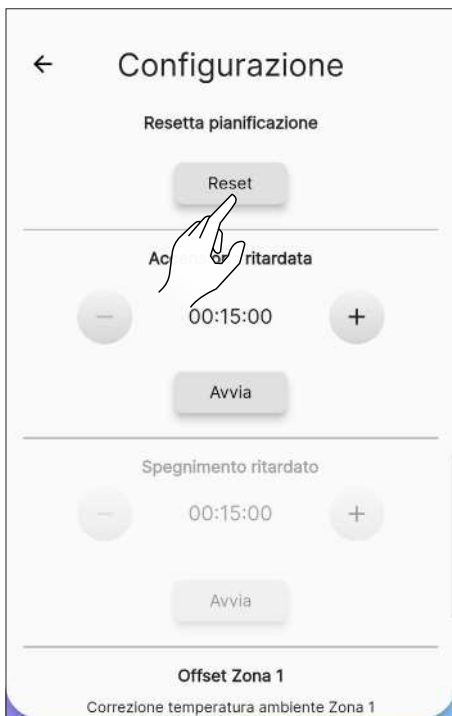 ← Configurazione
Resetta pianificazione
Reset
Accensione ritardata
− 00:15:00 +
Avvia
Spegnimento ritardato
− 00:15:00 +
Avvia
Offset Zona 1
Correzione temperatura ambiente Zona 1